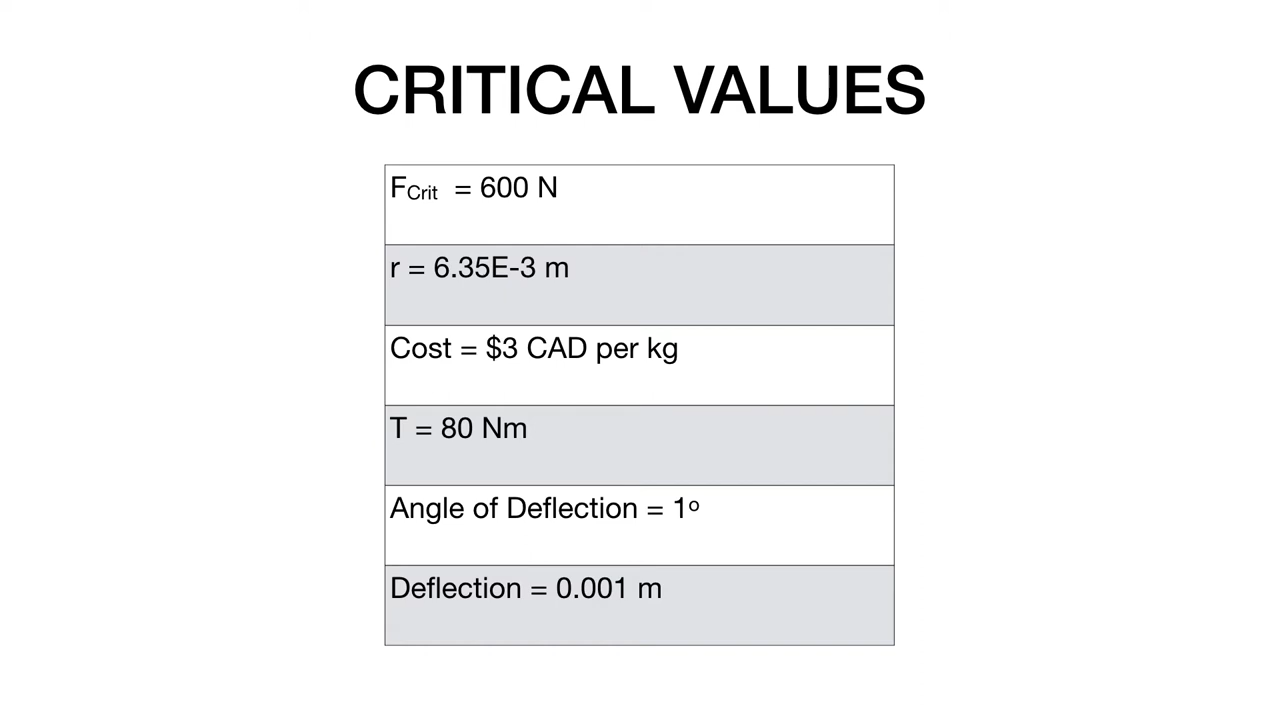 CRITICAL VALUES
F_Crit = 600 N
r = 6.35E-3 m
Cost = $3 CAD per kg
T = 80 Nm
Angle of Deflection = 1º
Deflection = 0.001 m